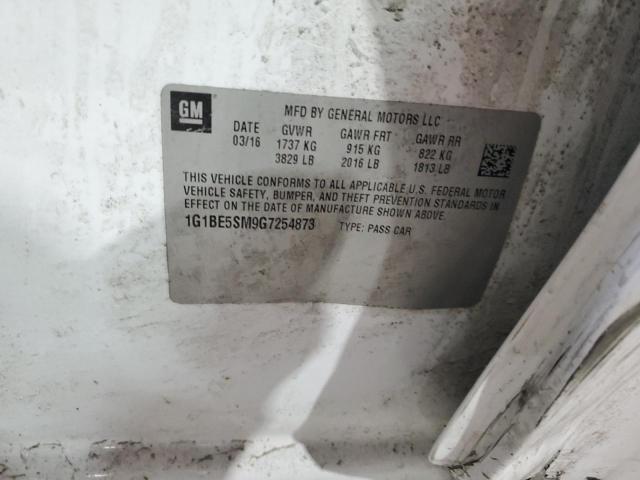 GM
MFD BY GENERAL MOTORS LLC
DATE GVWR GAWR FRT GAWR RR
03/16 1737 KG 915 KG 822 KG
3829 LB 2016 LB 1813 LB
THIS VEHICLE CONFORMS TO ALL APPLICABLE U.S. FEDERAL MOTOR
VEHICLE SAFETY, BUMPER, AND THEFT PREVENTION STANDARDS IN
EFFECT ON THE DATE OF MANUFACTURE SHOWN ABOVE.
1G1BE5SM9G7254873 TYPE: PASS CAR